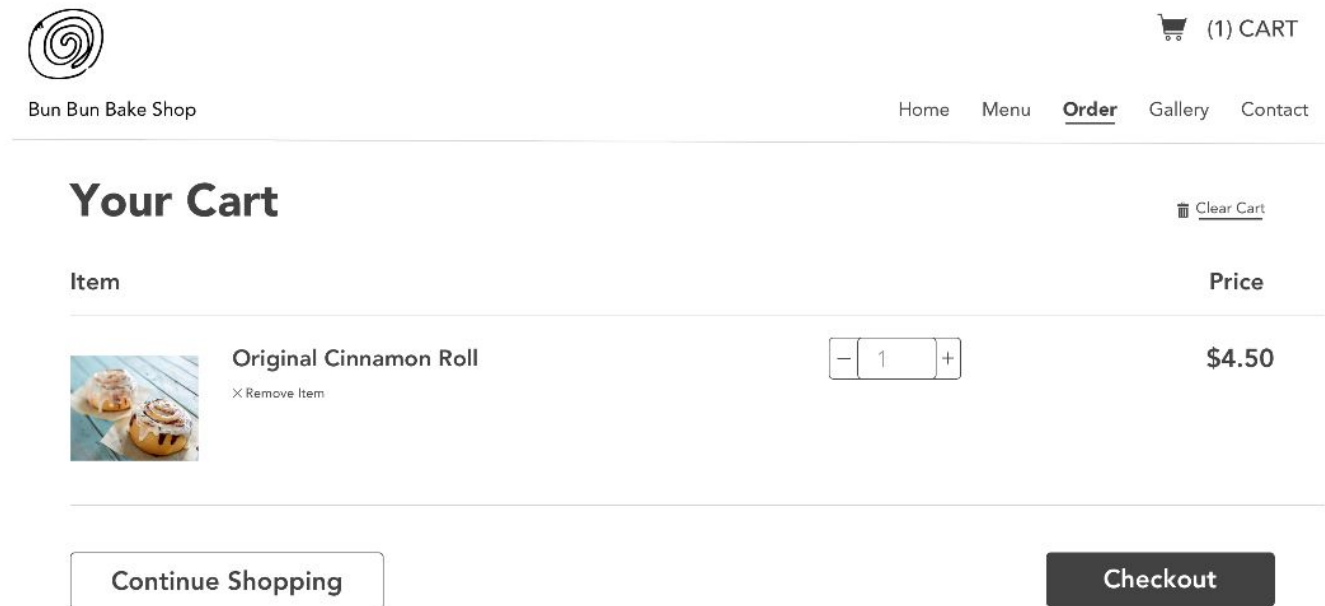 (1) CART
Bun Bun Bake Shop
Home Menu Order Gallery Contact
Your Cart
Clear Cart
Item Price
Original Cinnamon Roll
− 1 + $4.50
× Remove Item
Continue Shopping
Checkout